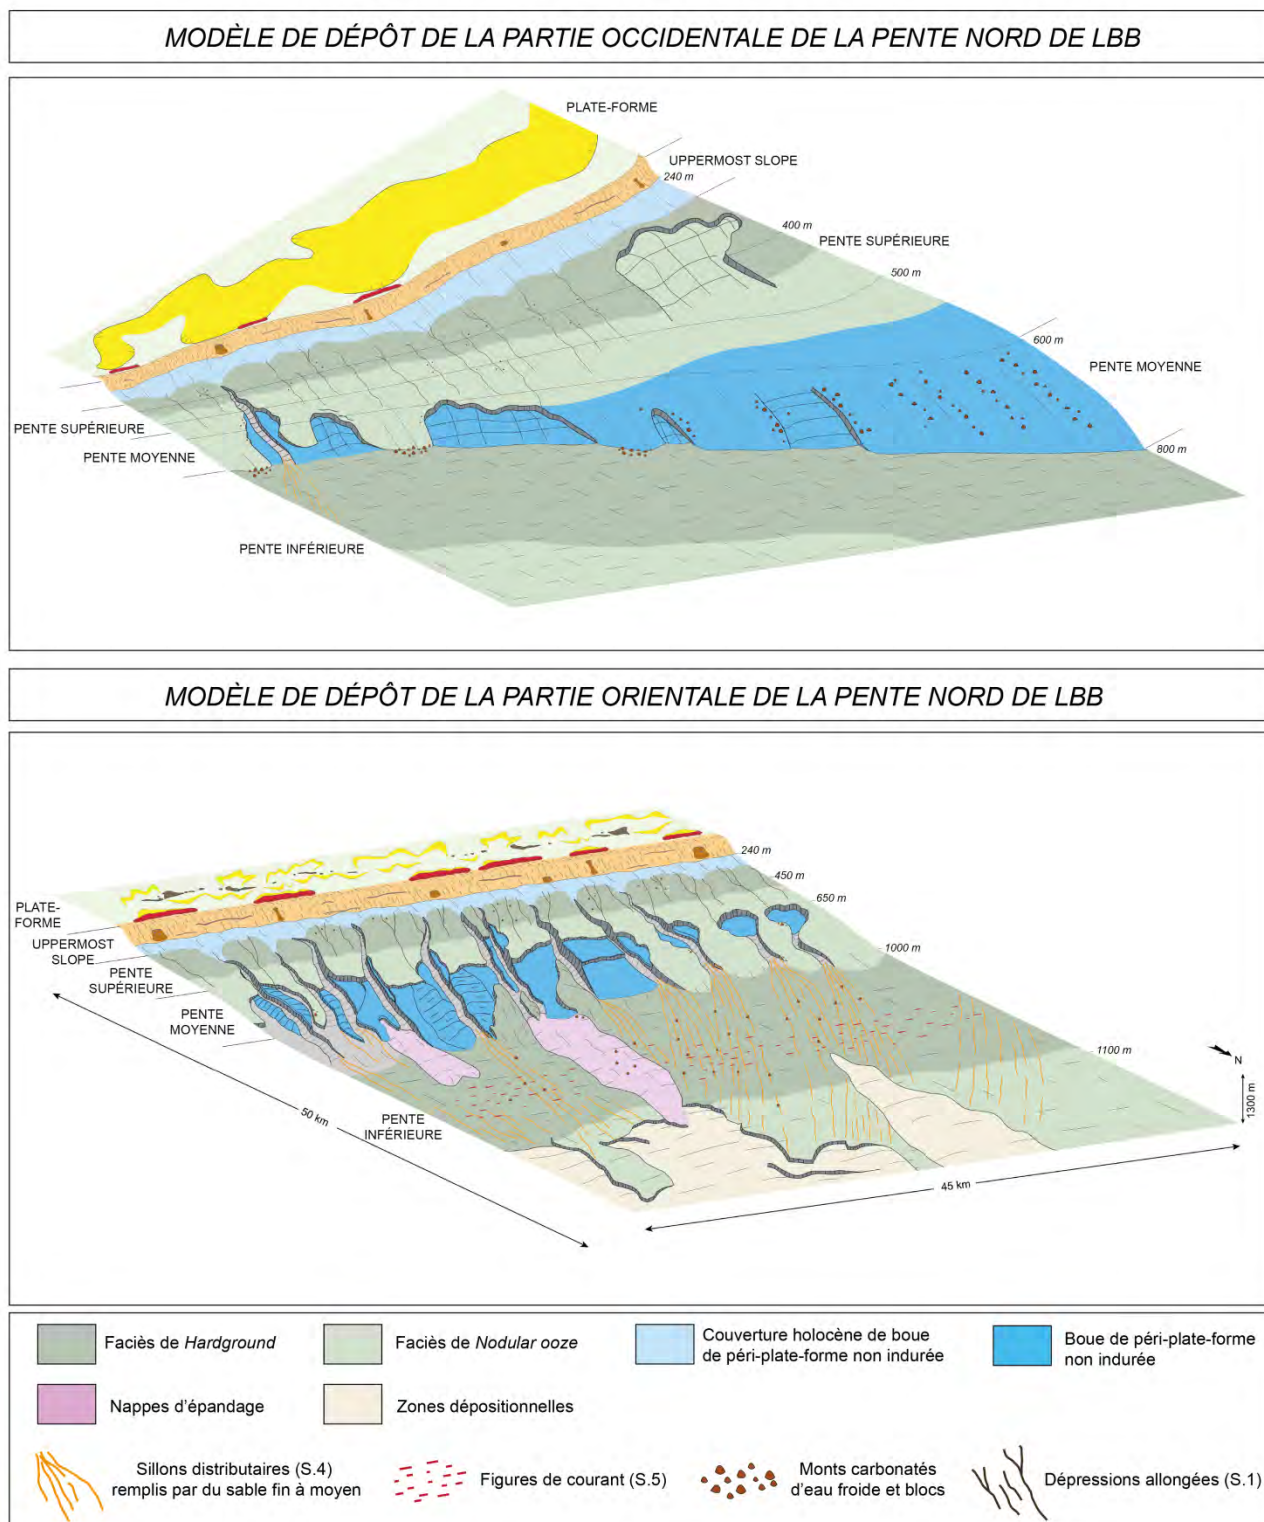 MODÈLE DE DÉPÔT DE LA PARTIE OCCIDENTALE DE LA PENTE NORD DE LBB
PLATE-FORME
UPPERMOST SLOPE
240 m
400 m
PENTE SUPÉRIEURE
500 m
600 m
PENTE MOYENNE
800 m
PENTE SUPÉRIEURE
PENTE MOYENNE
PENTE INFÉRIEURE
MODÈLE DE DÉPÔT DE LA PARTIE ORIENTALE DE LA PENTE NORD DE LBB
240 m
450 m
650 m
1000 m
1100 m
PLATE-
FORME
UPPERMOST
SLOPE
PENTE
SUPÉRIEURE
PENTE
MOYENNE
PENTE
INFÉRIEURE
50 km
45 km
N
1300 m
Faciès de Hardground
Faciès de Nodular ooze
Couverture holocène de boue
de péri-plate-forme non indurée
Boue de péri-plate-forme
non indurée
Nappes d'épandage
Zones dépositionnelles
Sillons distributaires (S.4)
remplis par du sable fin à moyen
Figures de courant (S.5)
Monts carbonatés
d'eau froide et blocs
Dépressions allongées (S.1)